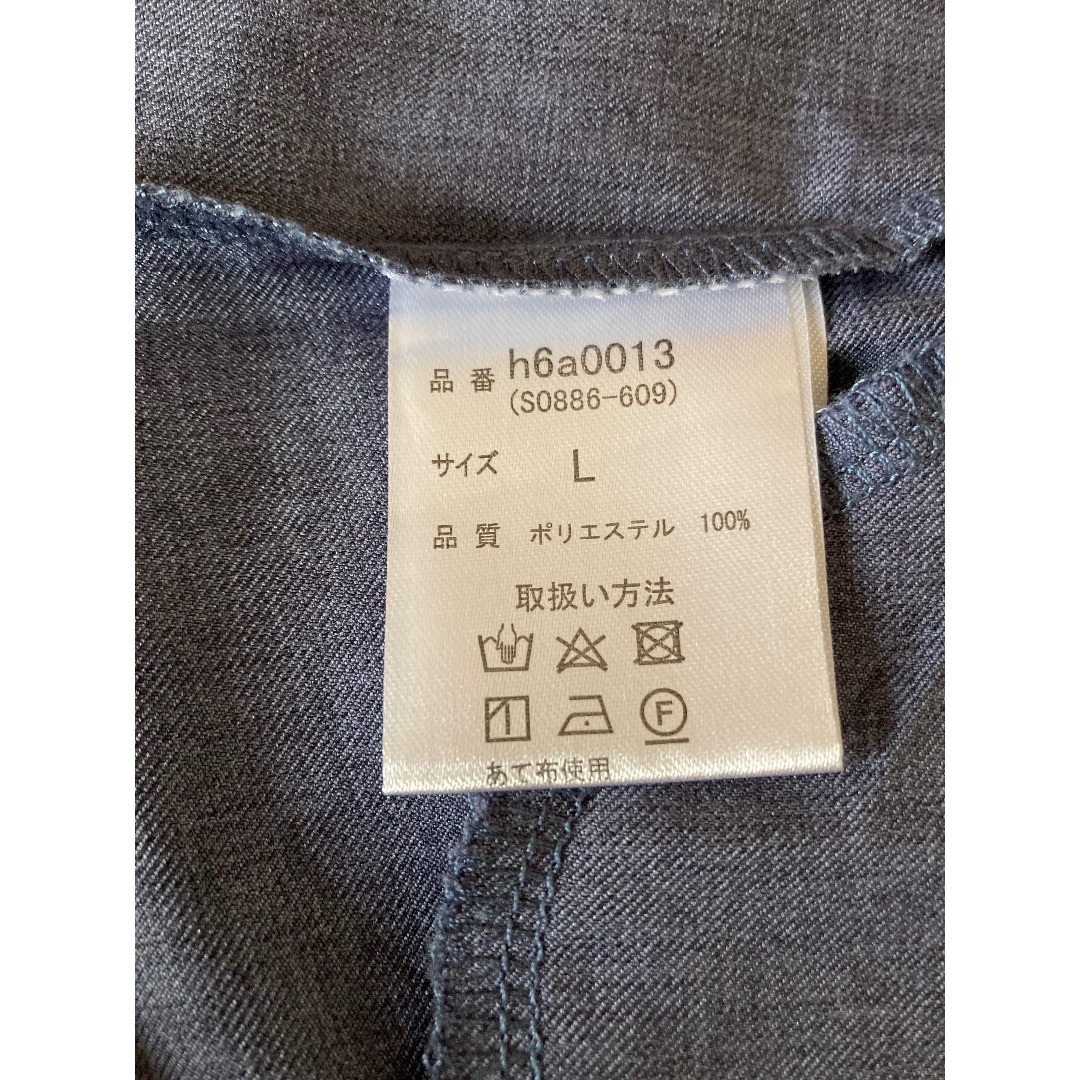 品番 h6a0013
(S0886-609)
サイズ L
品質 ポリエステル 100%
取扱い方法
F
あて布使用